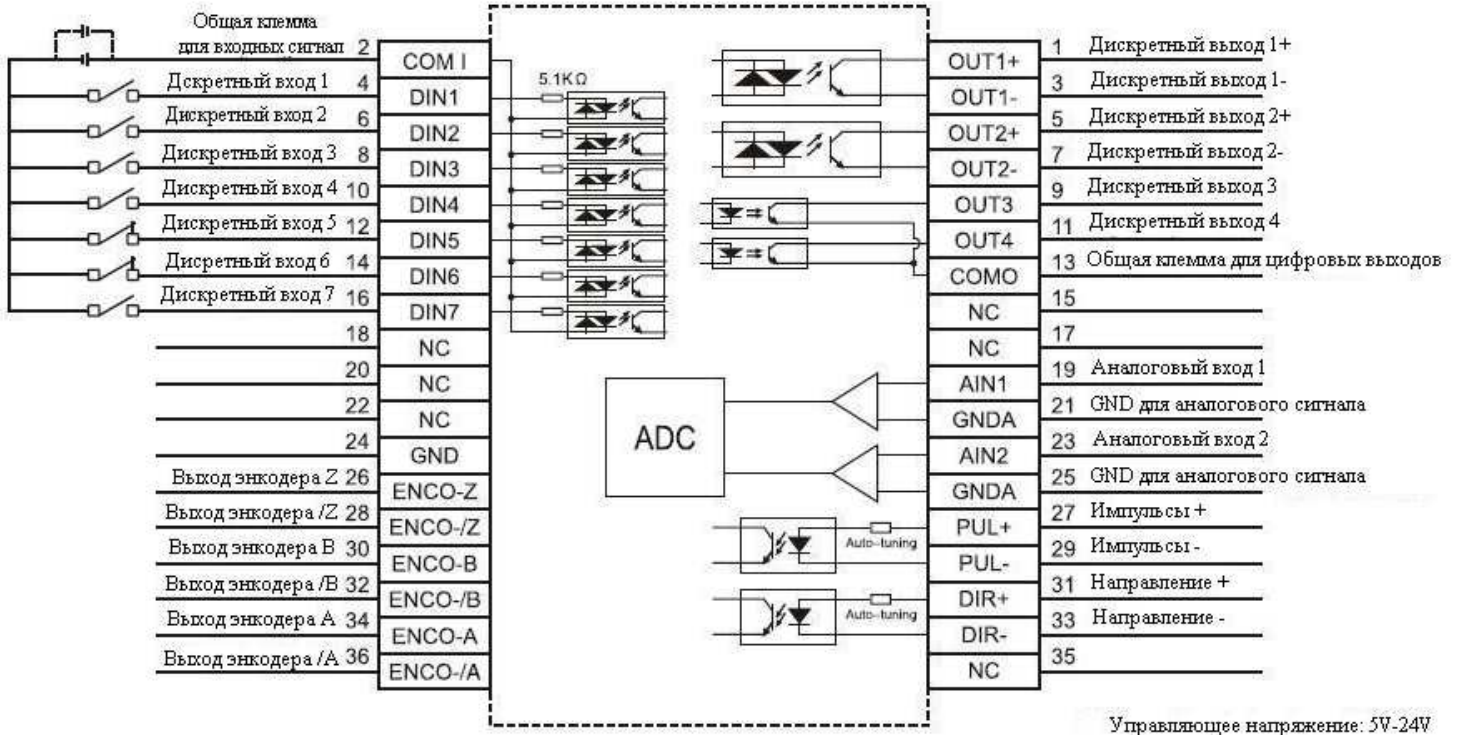 Общая клемма
для входных сигнал 2 COM I
Дскретный вход 1 4 DIN1
Дискретный вход 2 6 DIN2
Дискретный вход 3 8 DIN3
Дискретный вход 4 10 DIN4
Дискретный вход 5 12 DIN5
Дисретный вход 6 14 DIN6
Дискретный вход 7 16 DIN7
18 NC
20 NC
22 NC
24 GND
Выход энкодера Z 26 ENCO-Z
Выход энкодера /Z 28 ENCO-/Z
Выход энкодера B 30 ENCO-B
Выход энкодера /B 32 ENCO-/B
Выход энкодера A 34 ENCO-A
Выход энкодера /A 36 ENCO-/A
5.1KΩ
ADC
Auto-tuning
Auto-tuning
OUT1+ 1 Дискретный выход 1+
OUT1- 3 Дискретный выход 1-
OUT2+ 5 Дискретный выход 2+
OUT2- 7 Дискретный выход 2-
OUT3 9 Дискретный выход 3
OUT4 11 Дискретный выход 4
COMO 13 Общая клемма для цифровых выходов
NC 15
NC 17
AIN1 19 Аналоговый вход 1
GNDA 21 GND для аналогового сигнала
AIN2 23 Аналоговый вход 2
GNDA 25 GND для аналогового сигнала
PUL+ 27 Импульсы +
PUL- 29 Импульсы -
DIR+ 31 Направление +
DIR- 33 Направление -
NC 35
Управляющее напряжение: 5V-24V